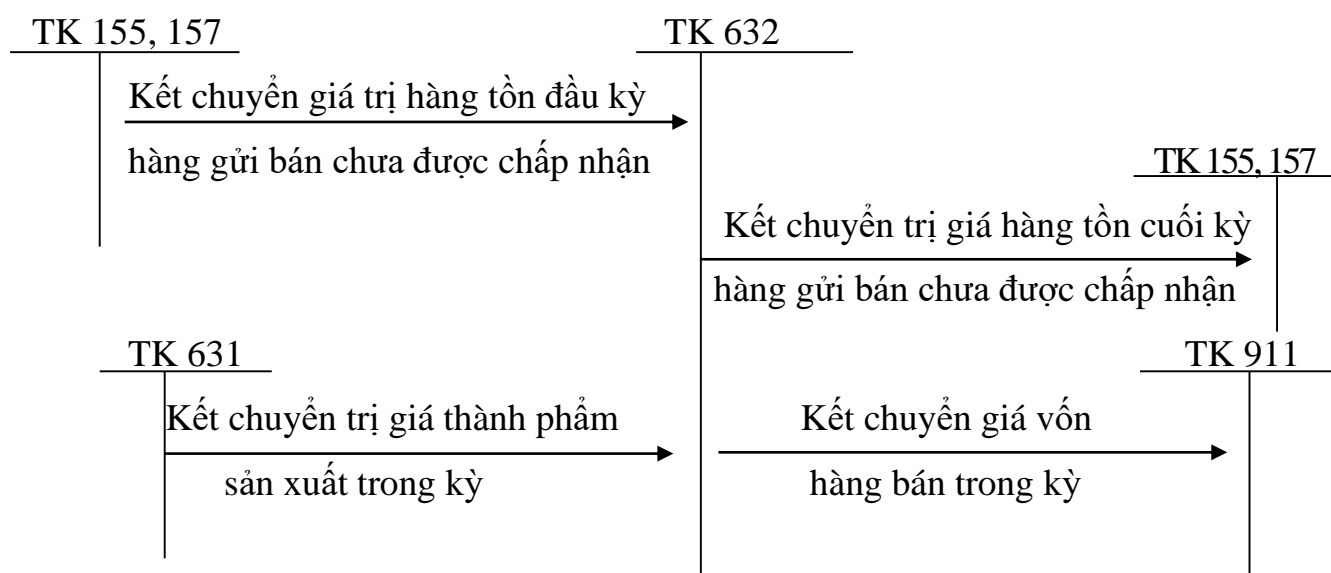 TK 155, 157
TK 632
Kết chuyển giá trị hàng tồn đầu kỳ
hàng gửi bán chưa được chấp nhận
TK 155, 157
Kết chuyển trị giá hàng tồn cuối kỳ
hàng gửi bán chưa được chấp nhận
TK 631
TK 911
Kết chuyển trị giá thành phẩm
sản xuất trong kỳ
Kết chuyển giá vốn
hàng bán trong kỳ